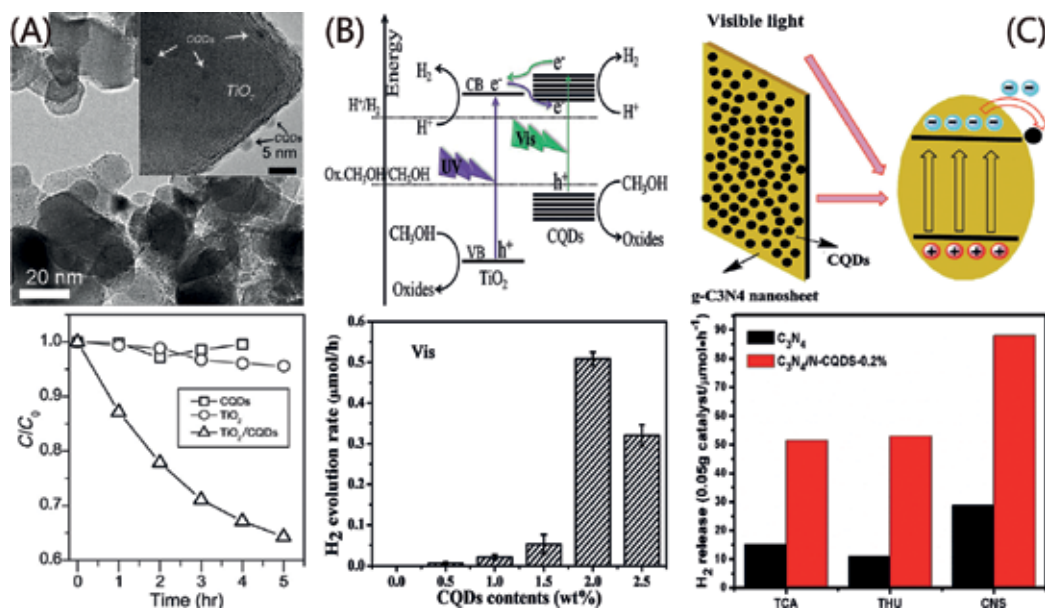 (A)
CQDs
TiO2
CQDs
5 nm
20 nm
C/C0
1.0
0.9
0.8
0.7
0.6
CQDs
TiO2
TiO2/CQDs
0 1 2 3 4 5
Time (hr)
(B)
Energy
H2
CB e-
e-
H2
H+/H2
H+
e-
H+
Vis
UV
Ox.CH3OH/CH3OH
h+
CH3OH
CH3OH
CQDs
Oxides
VB h+
Oxides
TiO2
H2 evolution rate (μmol/h)
Vis
0.6
0.5
0.4
0.3
0.2
0.1
0.0
0.0 0.5 1.0 1.5 2.0 2.5
CQDs contents (wt%)
(C)
Visible light
CQDs
g-C3N4 nanosheet
H2 release (0.05g catalyst/μmol•h-1)
90
80
70
60
50
40
30
20
10
0
C3N4
C3N4/N-CQDS-0.2%
TCA THU CNS